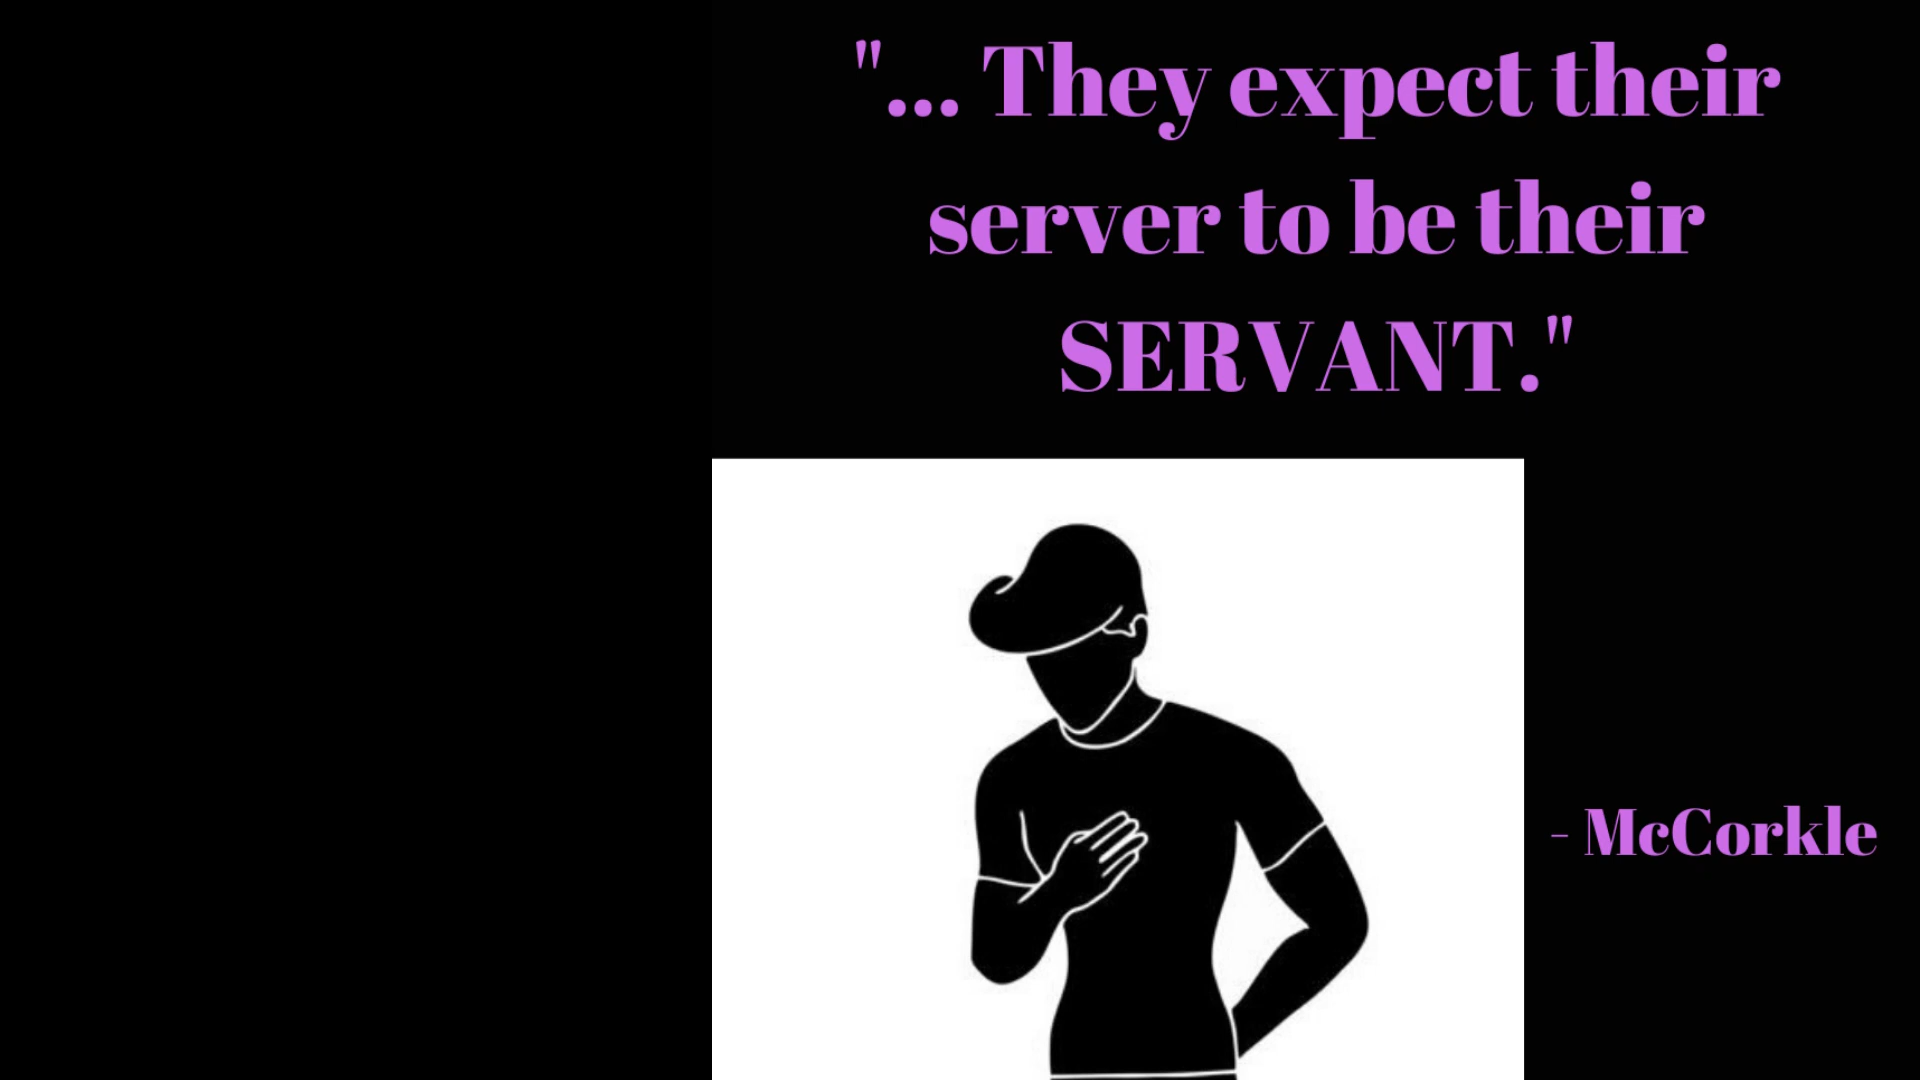 "... They expect their
server to be their
SERVANT."
- McCorkle